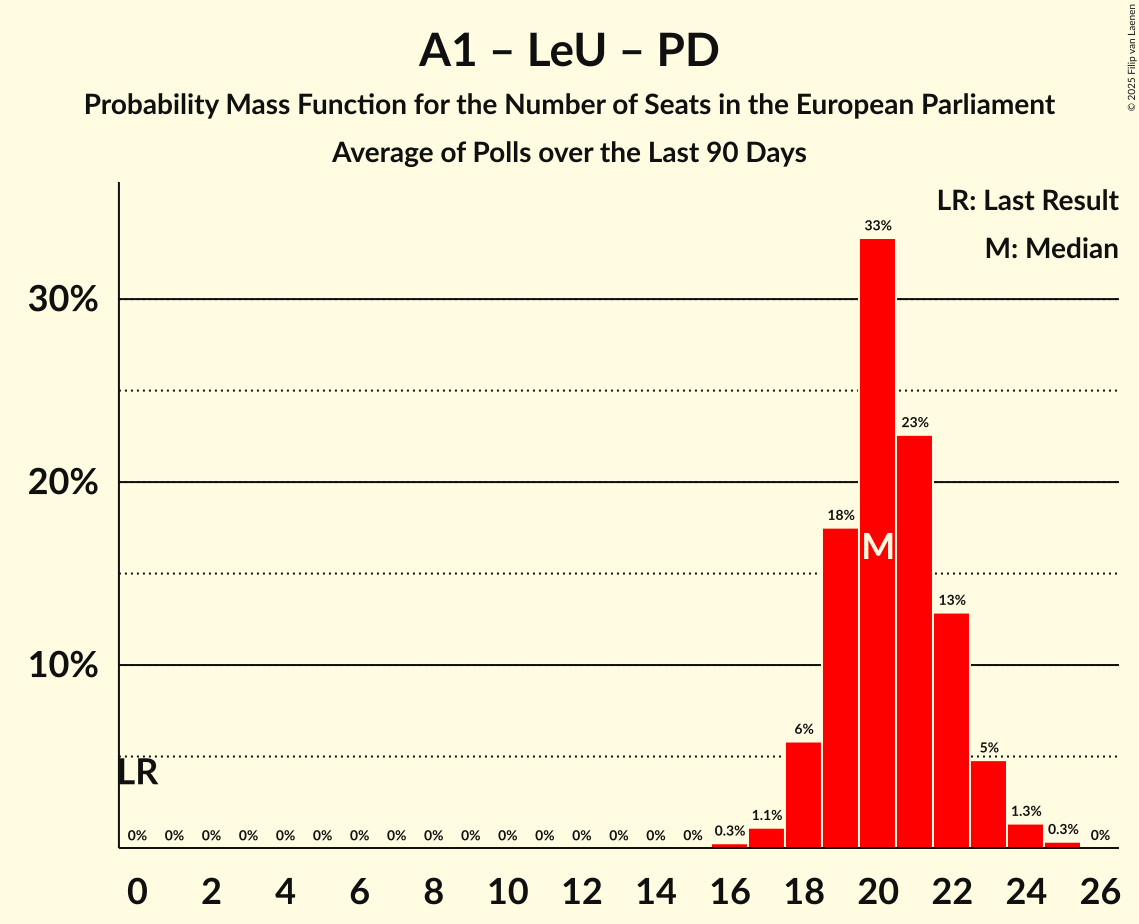 A1 – LeU – PD
Probability Mass Function for the Number of Seats in the European Parliament
Average of Polls over the Last 90 Days
© 2025 Filip van Laenen
LR: Last Result
M: Median
30%
20%
10%
33%
23%
18%
M
13%
6%
5%
LR
0% 0% 0% 0% 0% 0% 0% 0% 0% 0% 0% 0% 0% 0% 0% 0% 0.3% 1.1% 1.3% 0.3% 0%
0 2 4 6 8 10 12 14 16 18 20 22 24 26